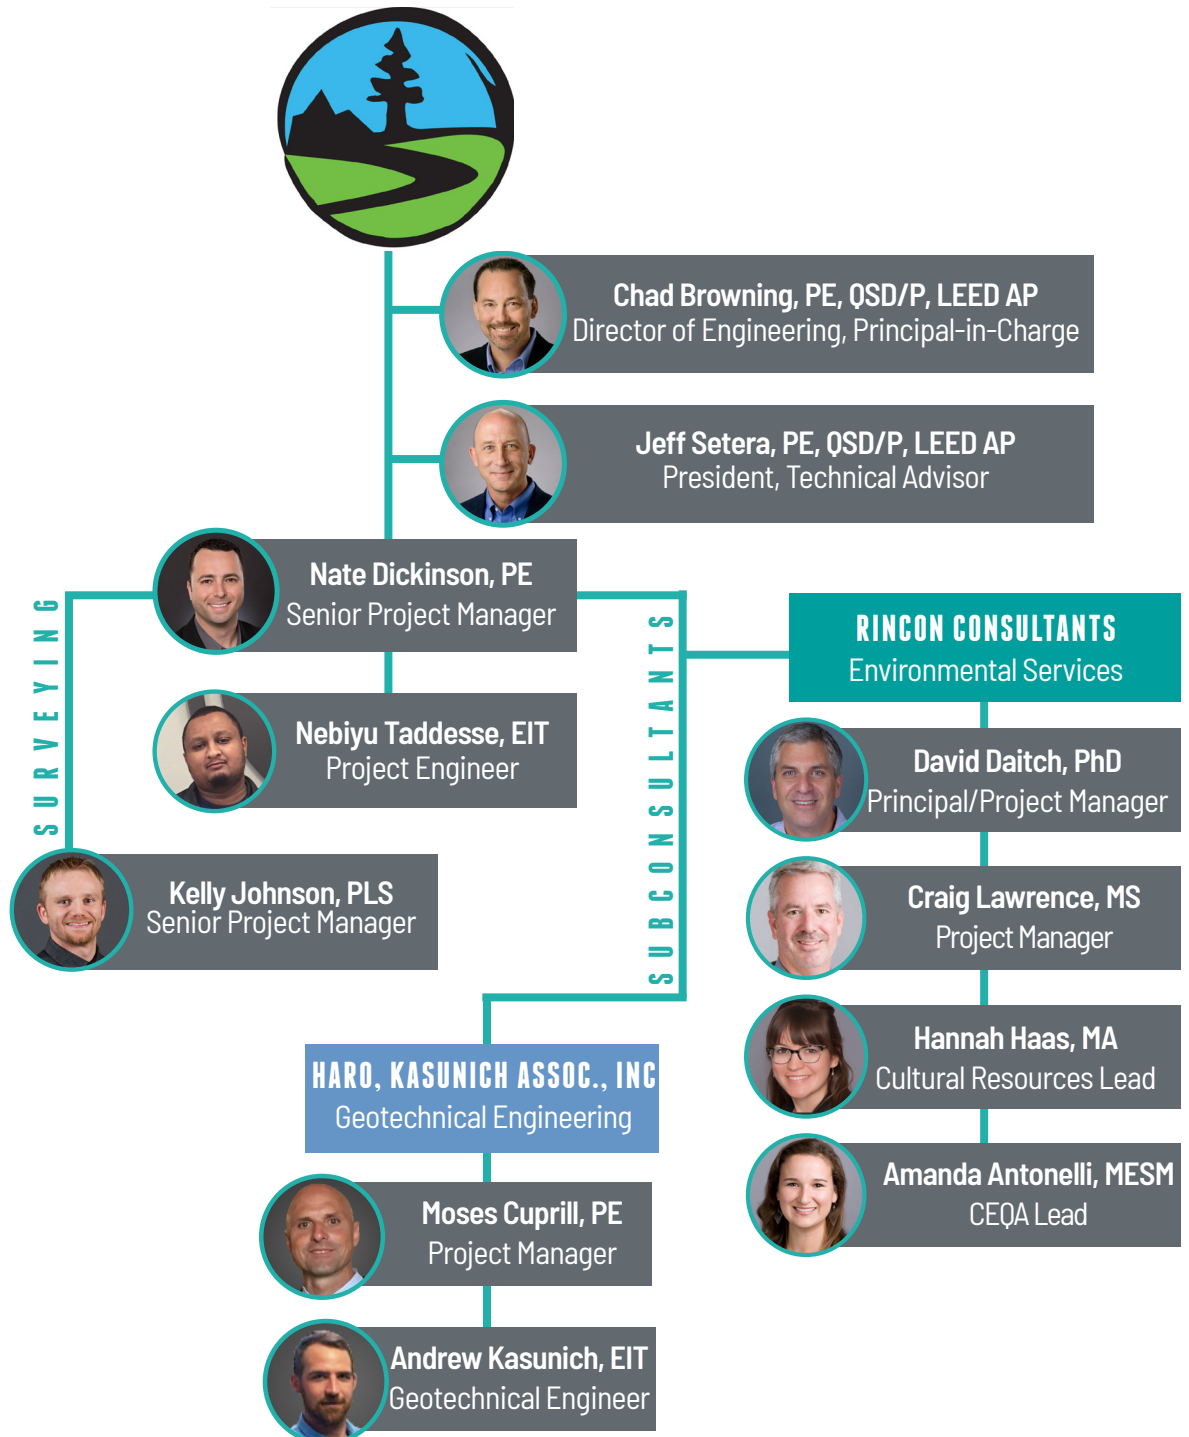 Chad Browning, PE, QSD/P, LEED AP
Director of Engineering, Principal-in-Charge
Jeff Setera, PE, QSD/P, LEED AP
President, Technical Advisor
Nate Dickinson, PE
Senior Project Manager
Nebiyu Taddesse, EIT
Project Engineer
SURVEYING
Kelly Johnson, PLS
Senior Project Manager
SUBCONSULTANTS
RINCON CONSULTANTS
Environmental Services
David Daitch, PhD
Principal/Project Manager
Craig Lawrence, MS
Project Manager
Hannah Haas, MA
Cultural Resources Lead
Amanda Antonelli, MESM
CEQA Lead
HARO, KASUNICH ASSOC., INC
Geotechnical Engineering
Moses Cuprill, PE
Project Manager
Andrew Kasunich, EIT
Geotechnical Engineer